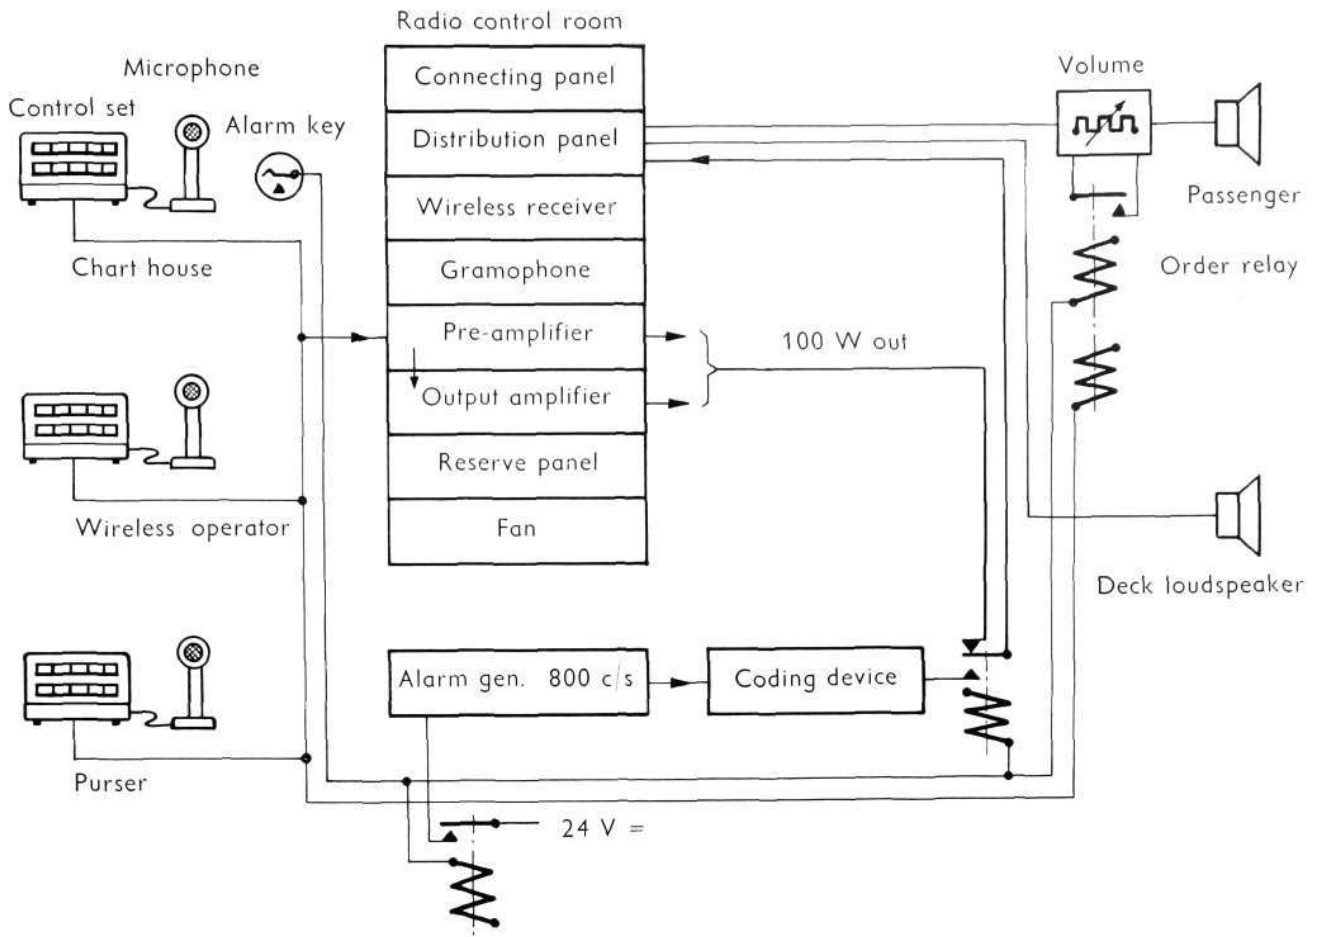 Radio control room
Microphone
Control set
Alarm key
Chart house
Wireless operator
Purser
Connecting panel
Distribution panel
Wireless receiver
Gramophone
Pre-amplifier
Output amplifier
Reserve panel
Fan
100 W out
Volume
Passenger
Order relay
Deck loudspeaker
Alarm gen. 800 c/s
Coding device
24 V =